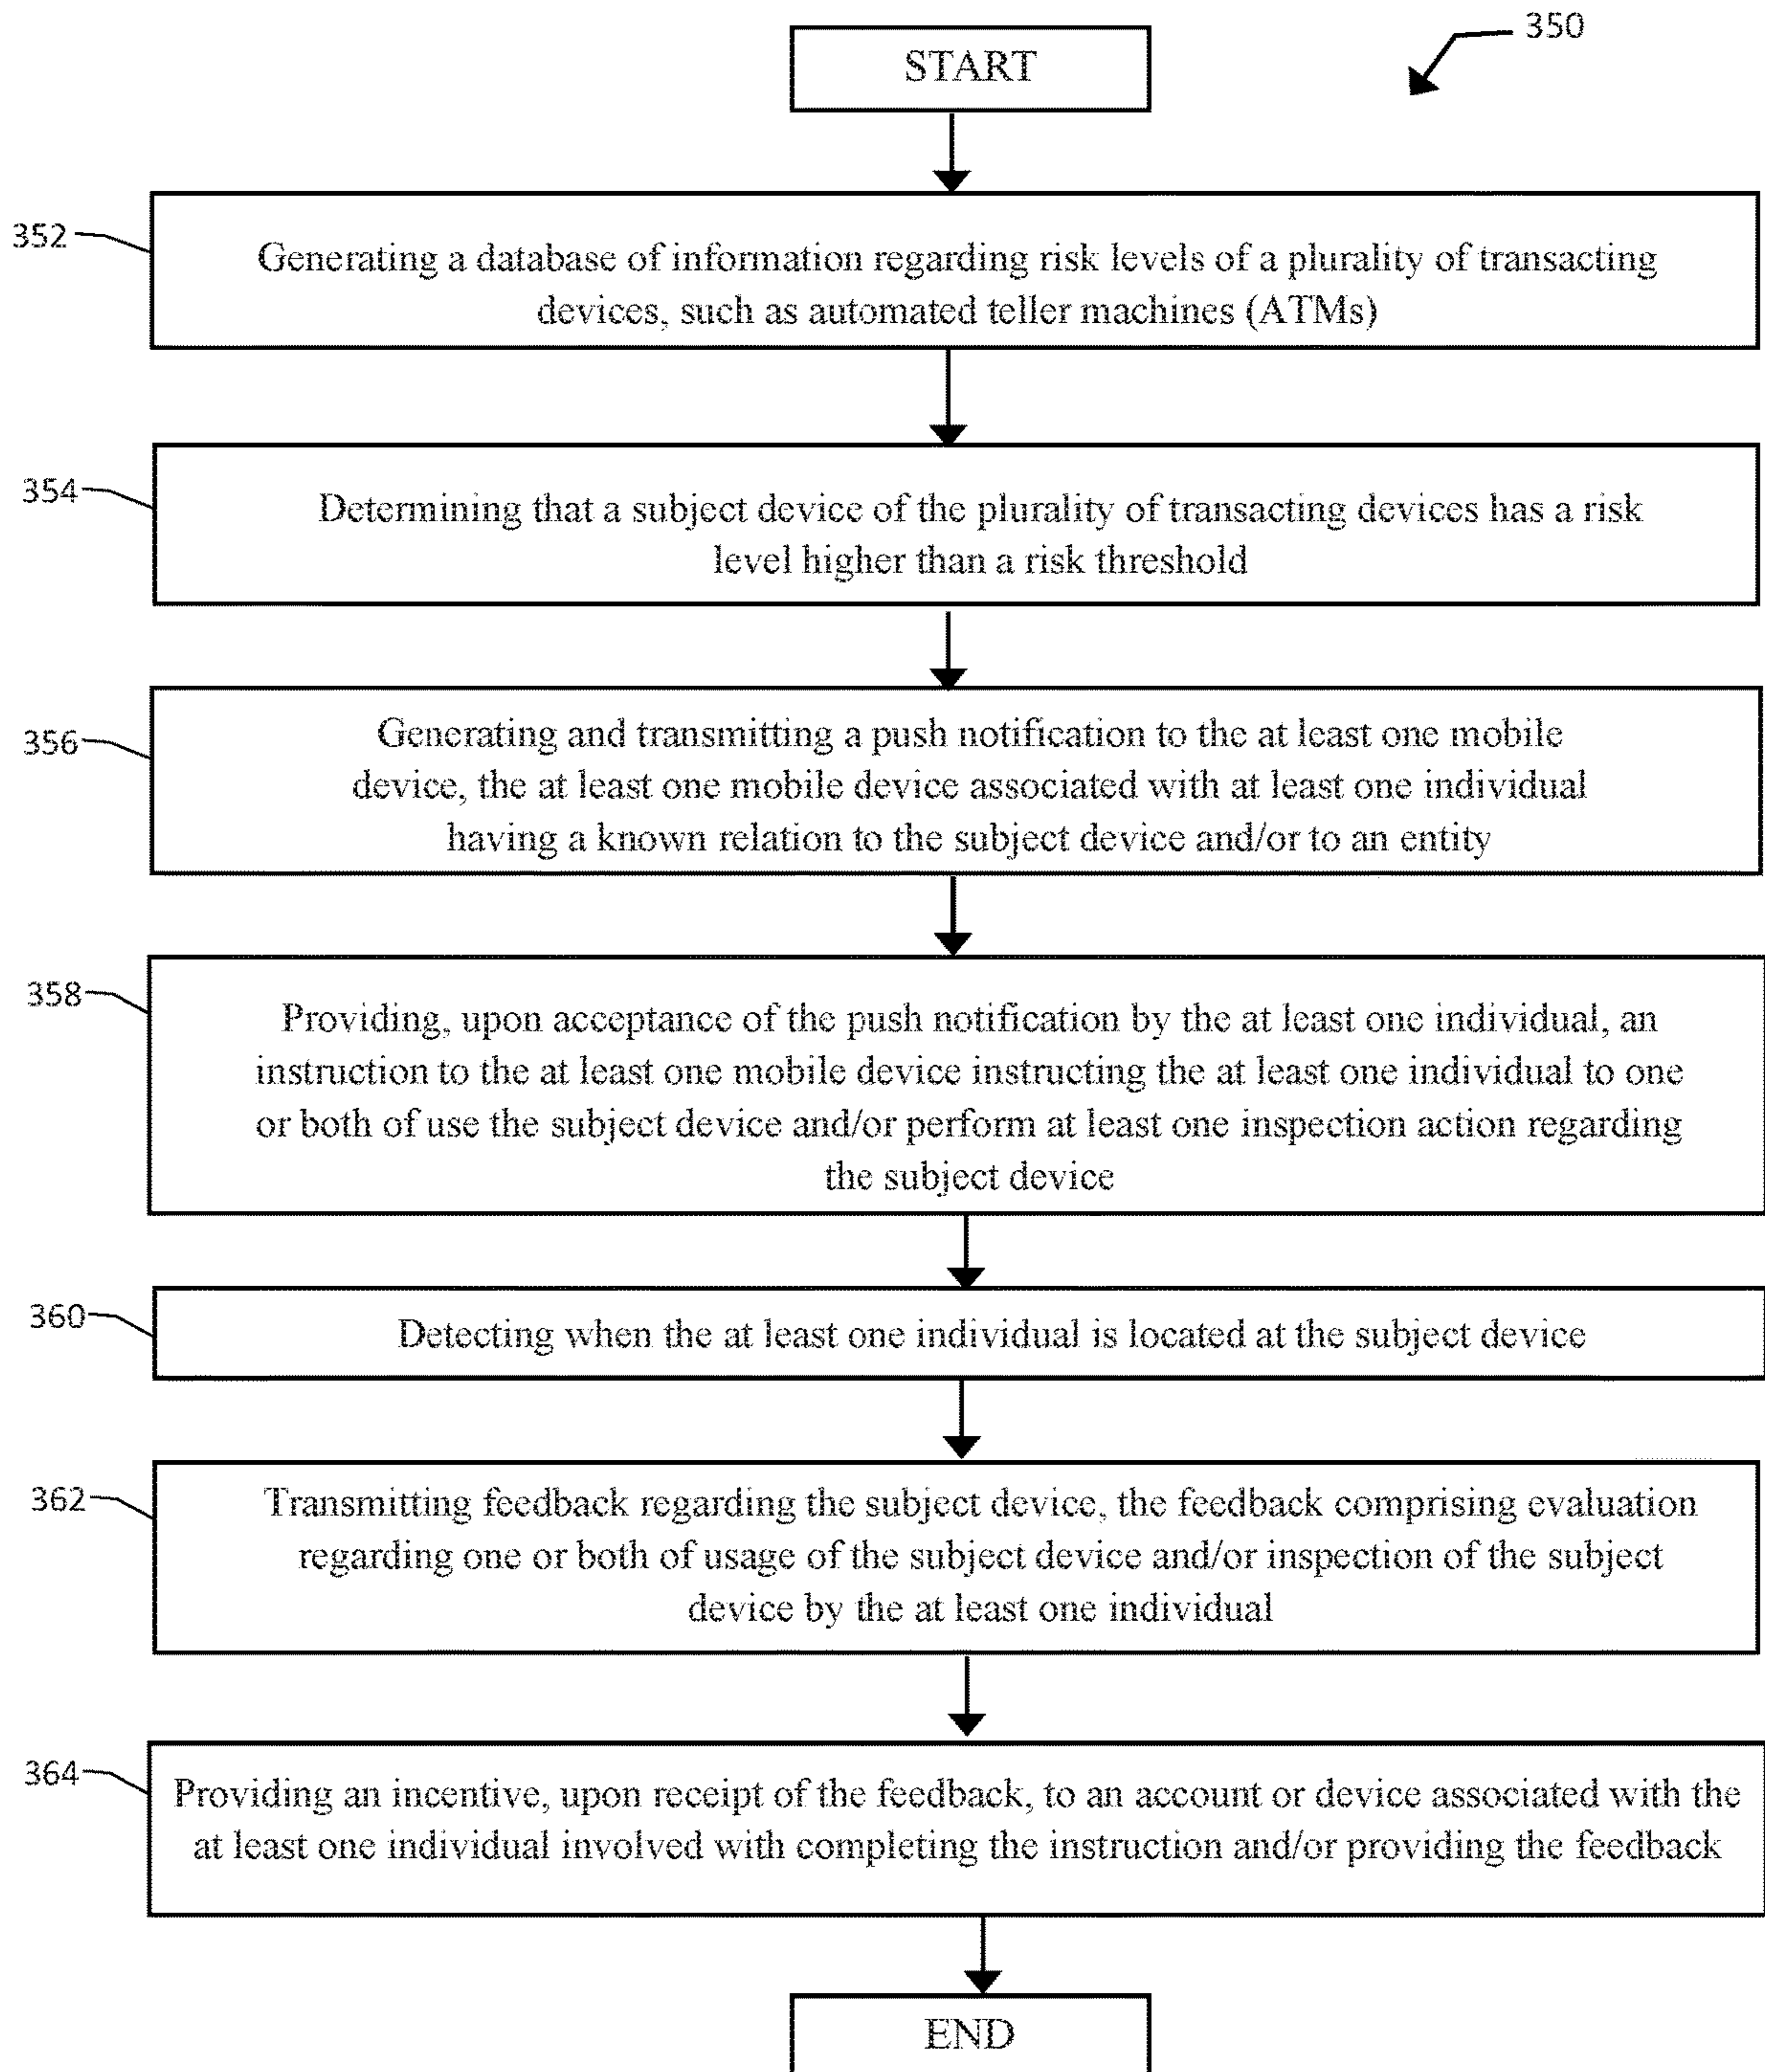 START
350
352
Generating a database of information regarding risk levels of a plurality of transacting
devices, such as automated teller machines (ATMs)
354
Determining that a subject device of the plurality of transacting devices has a risk
level higher than a risk threshold
356
Generating and transmitting a push notification to the at least one mobile
device, the at least one mobile device associated with at least one individual
having a known relation to the subject device and/or to an entity
358
Providing, upon acceptance of the push notification by the at least one individual, an
instruction to the at least one mobile device instructing the at least one individual to one
or both of use the subject device and/or perform at least one inspection action regarding
the subject device
360
Detecting when the at least one individual is located at the subject device
362
Transmitting feedback regarding the subject device, the feedback comprising evaluation
regarding one or both of usage of the subject device and/or inspection of the subject
device by the at least one individual
364
Providing an incentive, upon receipt of the feedback, to an account or device associated with the
at least one individual involved with completing the instruction and/or providing the feedback
END